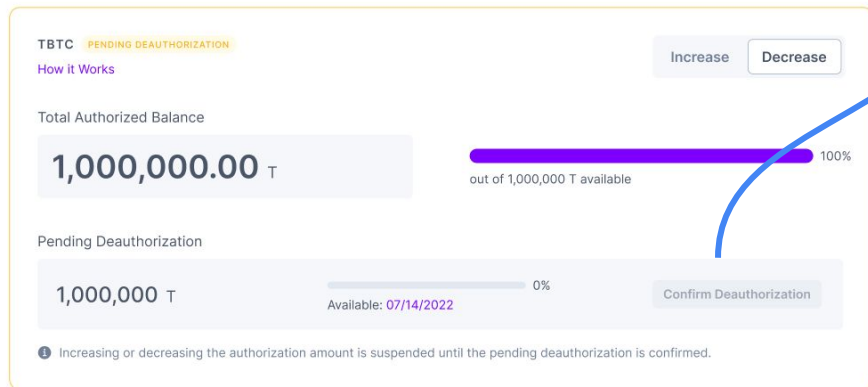 TBTC PENDING DEAUTHORIZATION
How it Works
Increase Decrease
Total Authorized Balance
1,000,000.00 T
100%
out of 1,000,000 T available
Pending Deauthorization
1,000,000 T
0%
Available: 07/14/2022
Confirm Deauthorization
Increasing or decreasing the authorization amount is suspended until the pending deauthorization is confirmed.